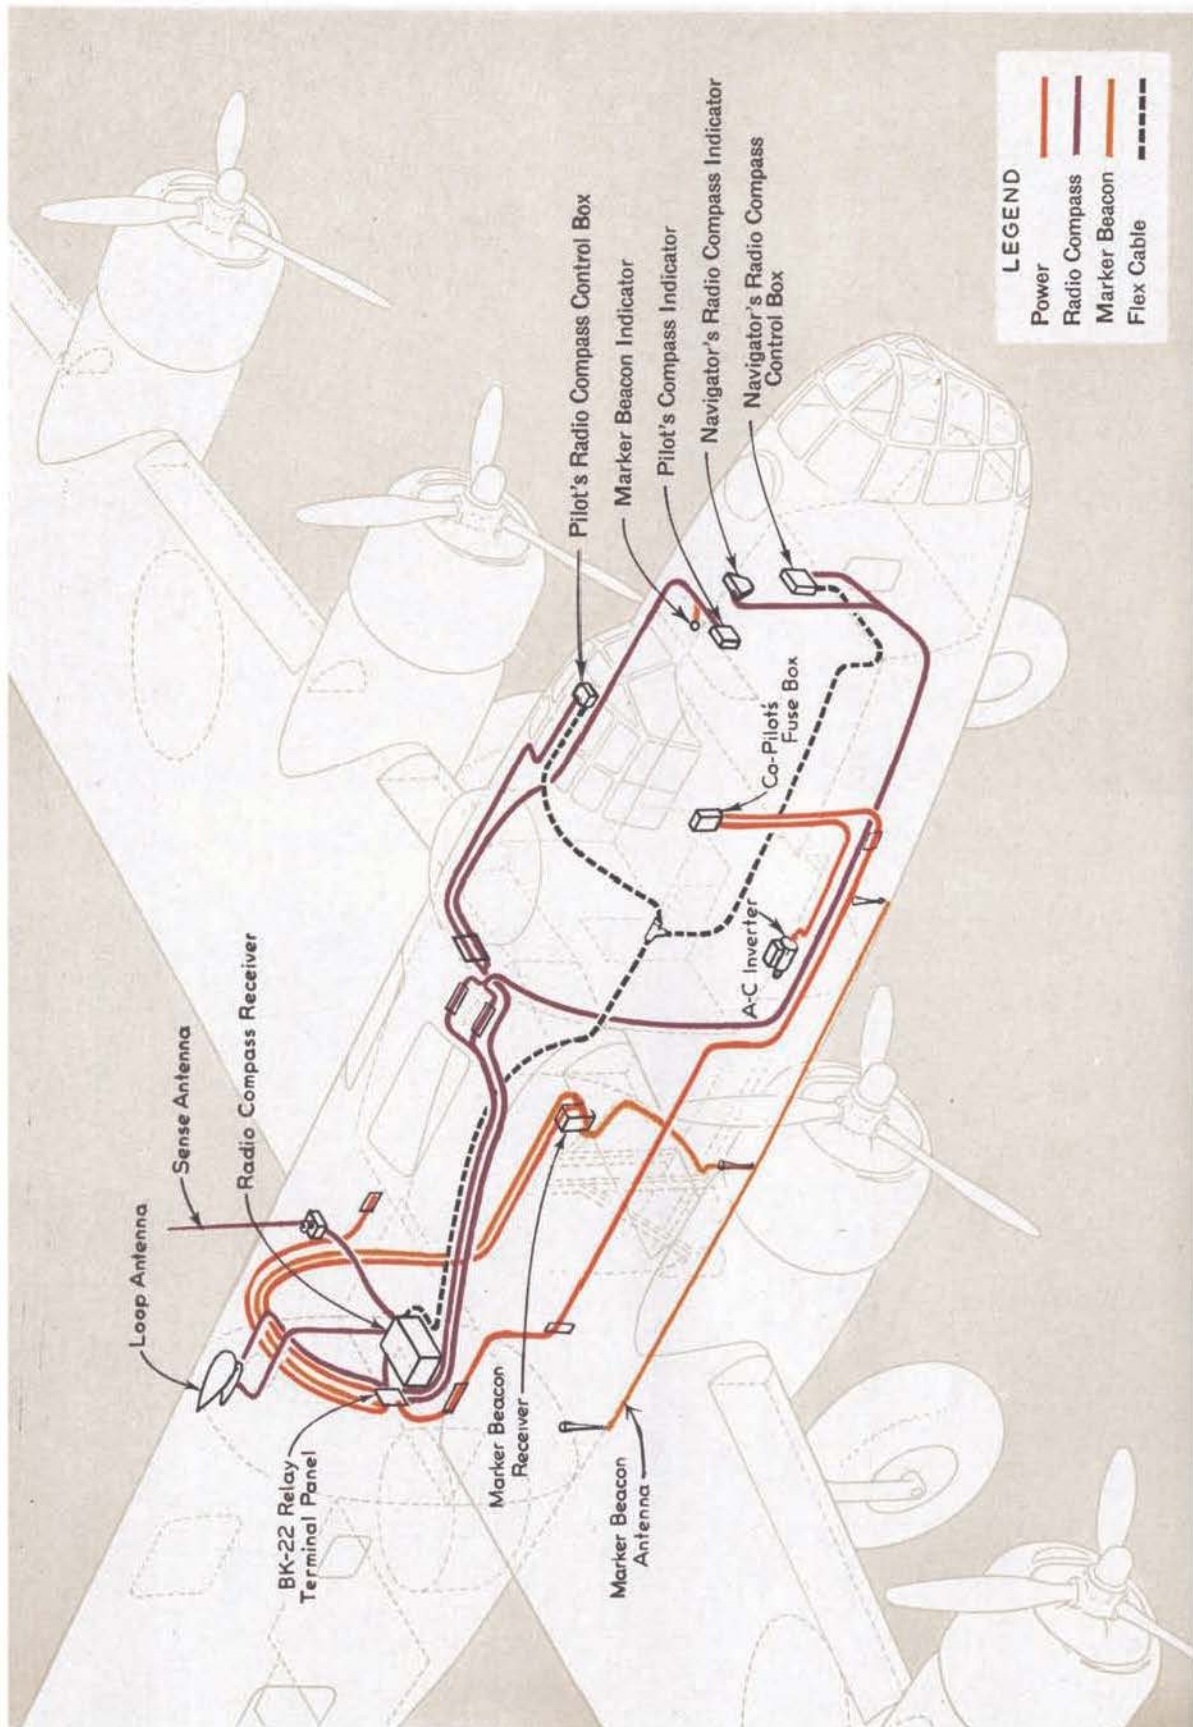 Loop Antenna
Sense Antenna
Radio Compass Receiver
BK-22 Relay
Terminal Panel
Marker Beacon
Receiver
Marker Beacon
Antenna
A-C Inverter
Co-Pilot's
Fuse Box
Pilot's Radio Compass Control Box
Marker Beacon Indicator
Pilot's Compass Indicator
Navigator's Radio Compass Indicator
Navigator's Radio Compass
Control Box
LEGEND
Power
Radio Compass
Marker Beacon
Flex Cable